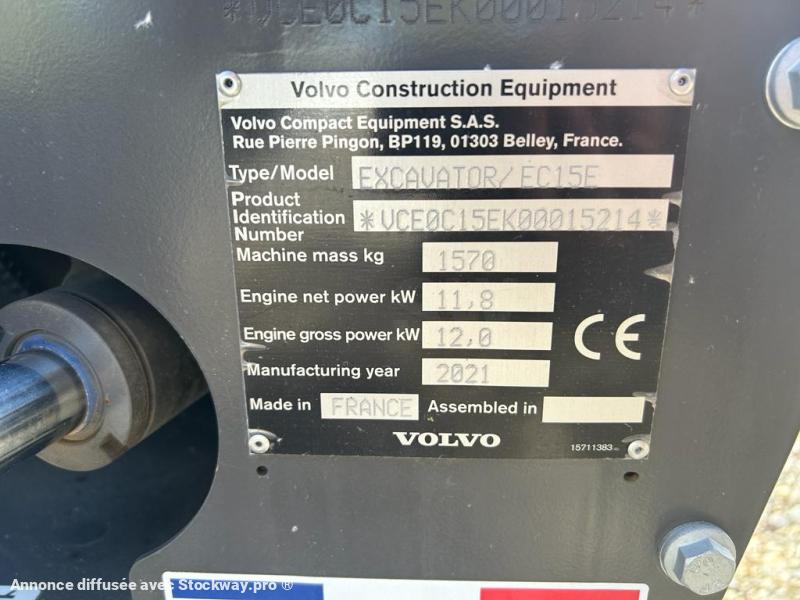 *VCE0C15EK00015214*
Volvo Construction Equipment
Volvo Compact Equipment S.A.S.
Rue Pierre Pingon, BP119, 01303 Belley, France.
Type/Model EXCAVATOR/EC15E
Product
Identification
Number *VCE0C15EK00015214*
Machine mass kg 1570
Engine net power kW 11,8
Engine gross power kW 12,0
CE
Manufacturing year 2021
Made in FRANCE Assembled in
VOLVO
15711383
Annonce diffusée avec Stockway.pro ®